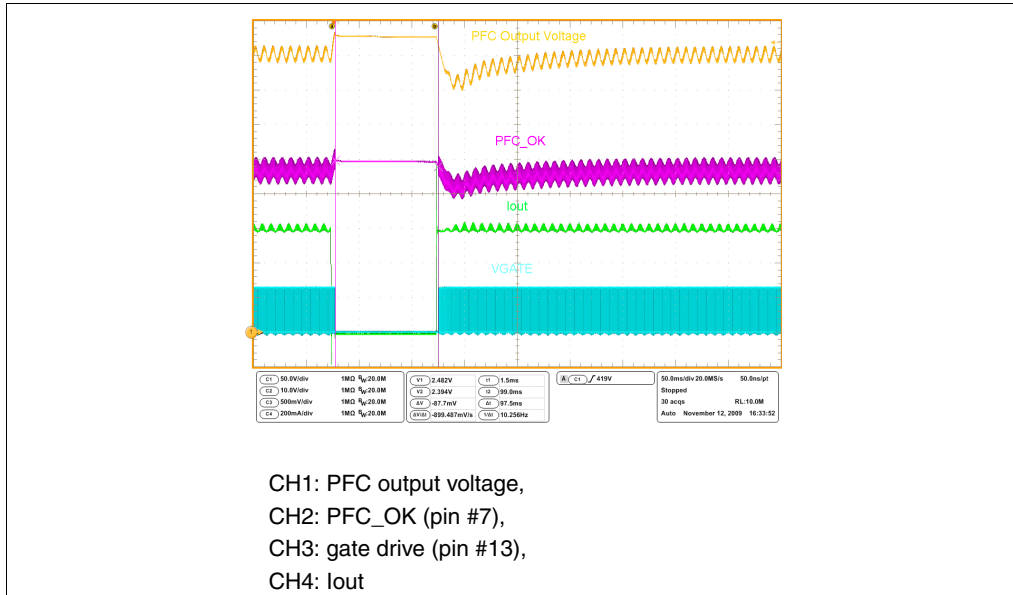 PFC Output Voltage
PFC_OK
Iout
VGATE
1
C1 50.0V/div 1MΩ BW:20.0M
C2 10.0V/div 1MΩ BW:20.0M
C3 500mV/div 1MΩ BW:20.0M
C4 200mA/div 1MΩ BW:20.0M
V1 2.482V t1 1.5ms
V2 2.394V t2 99.0ms
ΔV -87.7mV Δt 97.5ms
ΔV/Δt -899.487mV/s 1/Δt 10.256Hz
A C1 ∫ 419V
50.0ms/div 20.0MS/s 50.0ns/pt
Stopped
30 acqs RL:10.0M
Auto November 12, 2009 16:33:52
CH1: PFC output voltage,
CH2: PFC_OK (pin #7),
CH3: gate drive (pin #13),
CH4: Iout